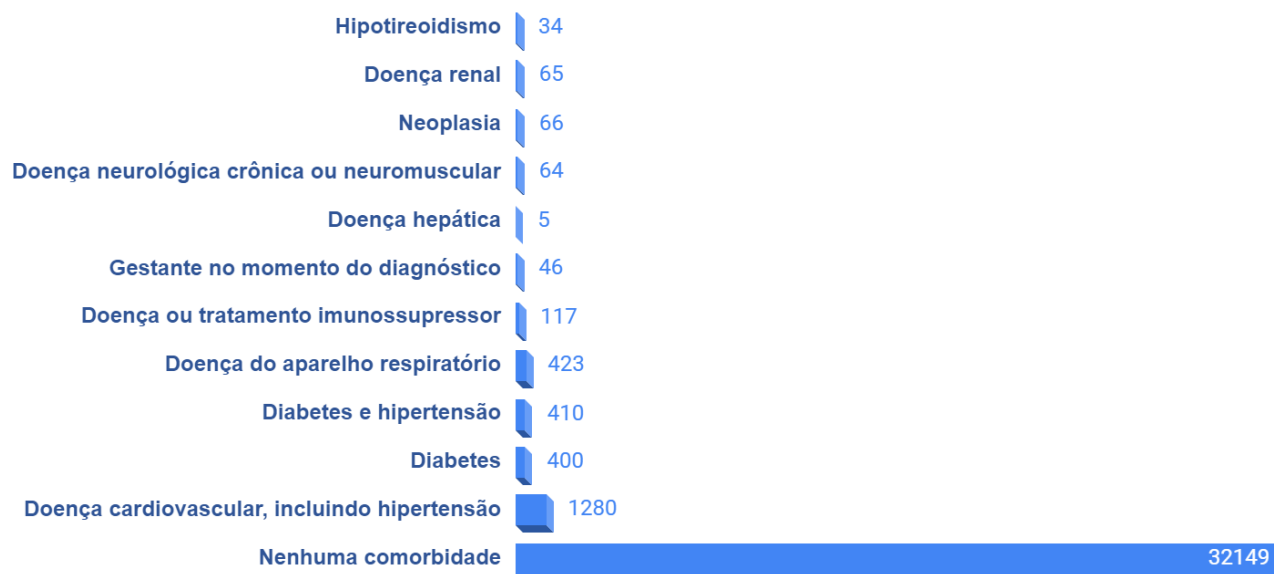 Hipotireoidismo 34
Doença renal 65
Neoplasia 66
Doença neurológica crônica ou neuromuscular 64
Doença hepática 5
Gestante no momento do diagnóstico 46
Doença ou tratamento imunossupressor 117
Doença do aparelho respiratório 423
Diabetes e hipertensão 410
Diabetes 400
Doença cardiovascular, incluindo hipertensão 1280
Nenhuma comorbidade 32149